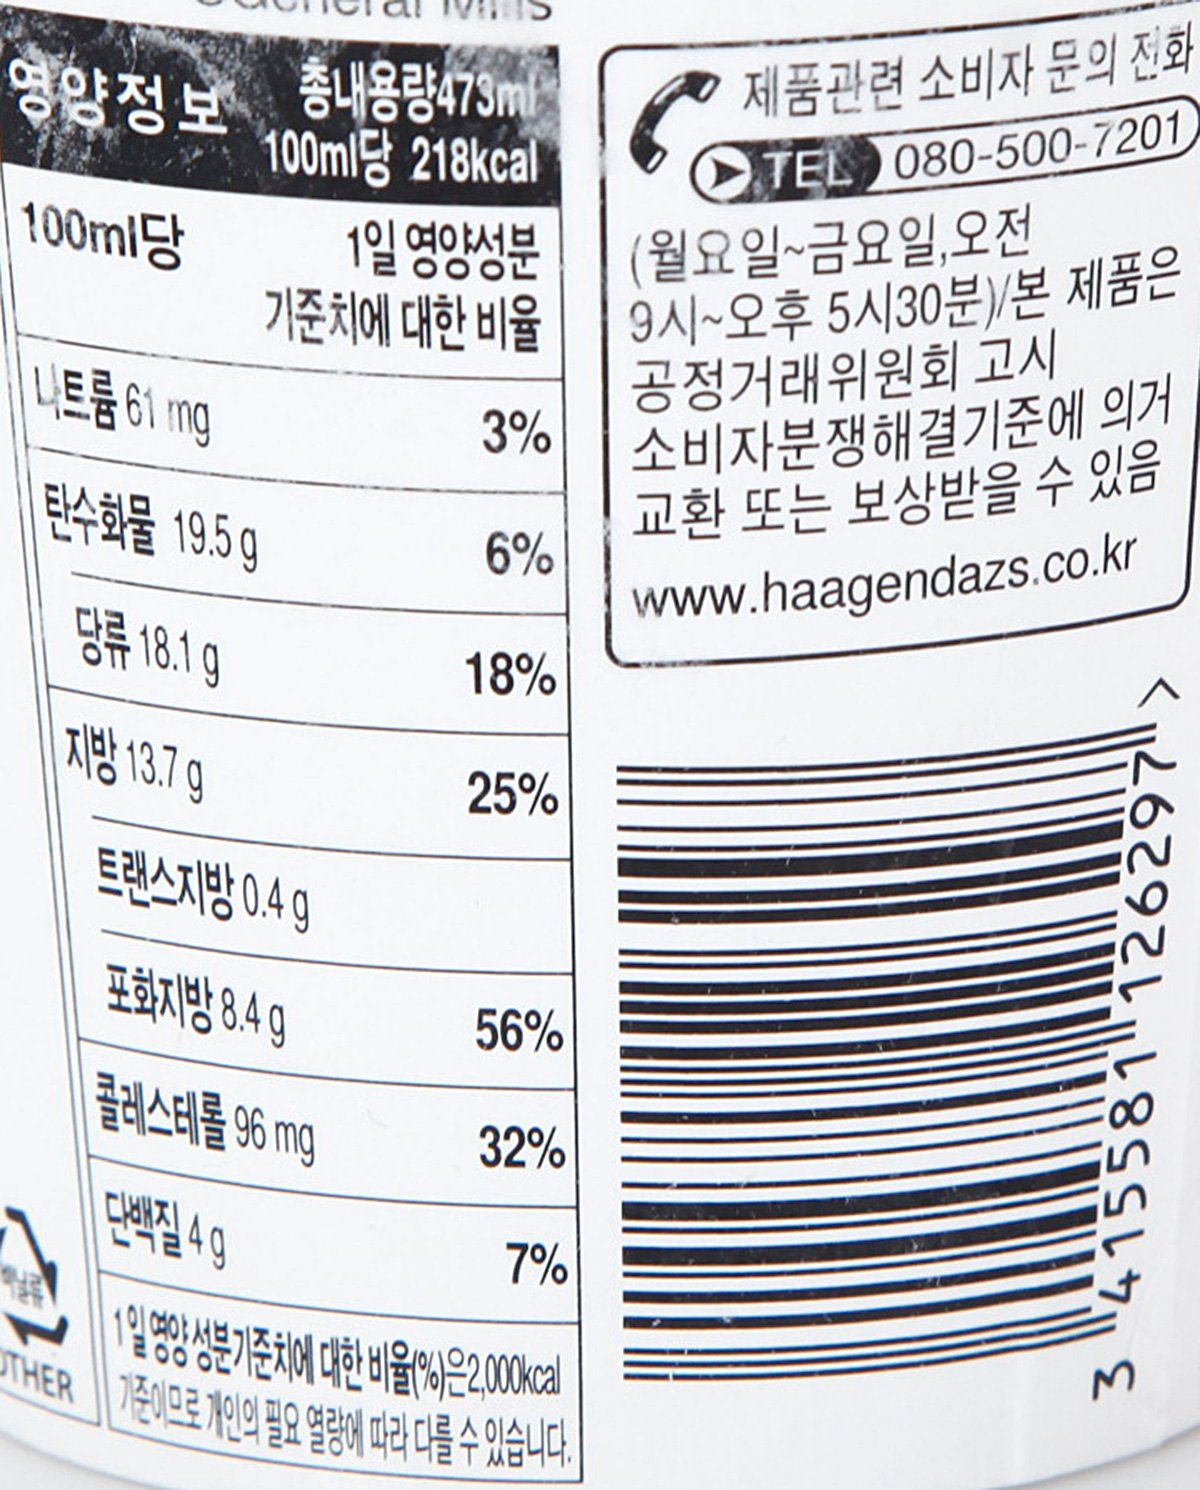 General Mills
영양정보
총내용량473ml
100ml당 218kcal
100ml당
1일 영양성분
기준치에 대한 비율
나트륨 61 mg 3%
탄수화물 19.5 g 6%
당류 18.1 g 18%
지방 13.7 g 25%
트랜스지방 0.4 g
포화지방 8.4 g 56%
콜레스테롤 96 mg 32%
단백질 4 g 7%
1일 영양성분기준치에 대한 비율(%)은2,000kcal
기준이므로 개인의 필요 열량에 따라 다를 수 있습니다.
OTHER
제품관련 소비자 문의 전화
TEL 080-500-7201
(월요일~금요일,오전
9시~오후 5시30분)/본 제품은
공정거래위원회 고시
소비자분쟁해결기준에 의거
교환 또는 보상받을 수 있음
www.haagendazs.co.kr
3 415581 126297 >